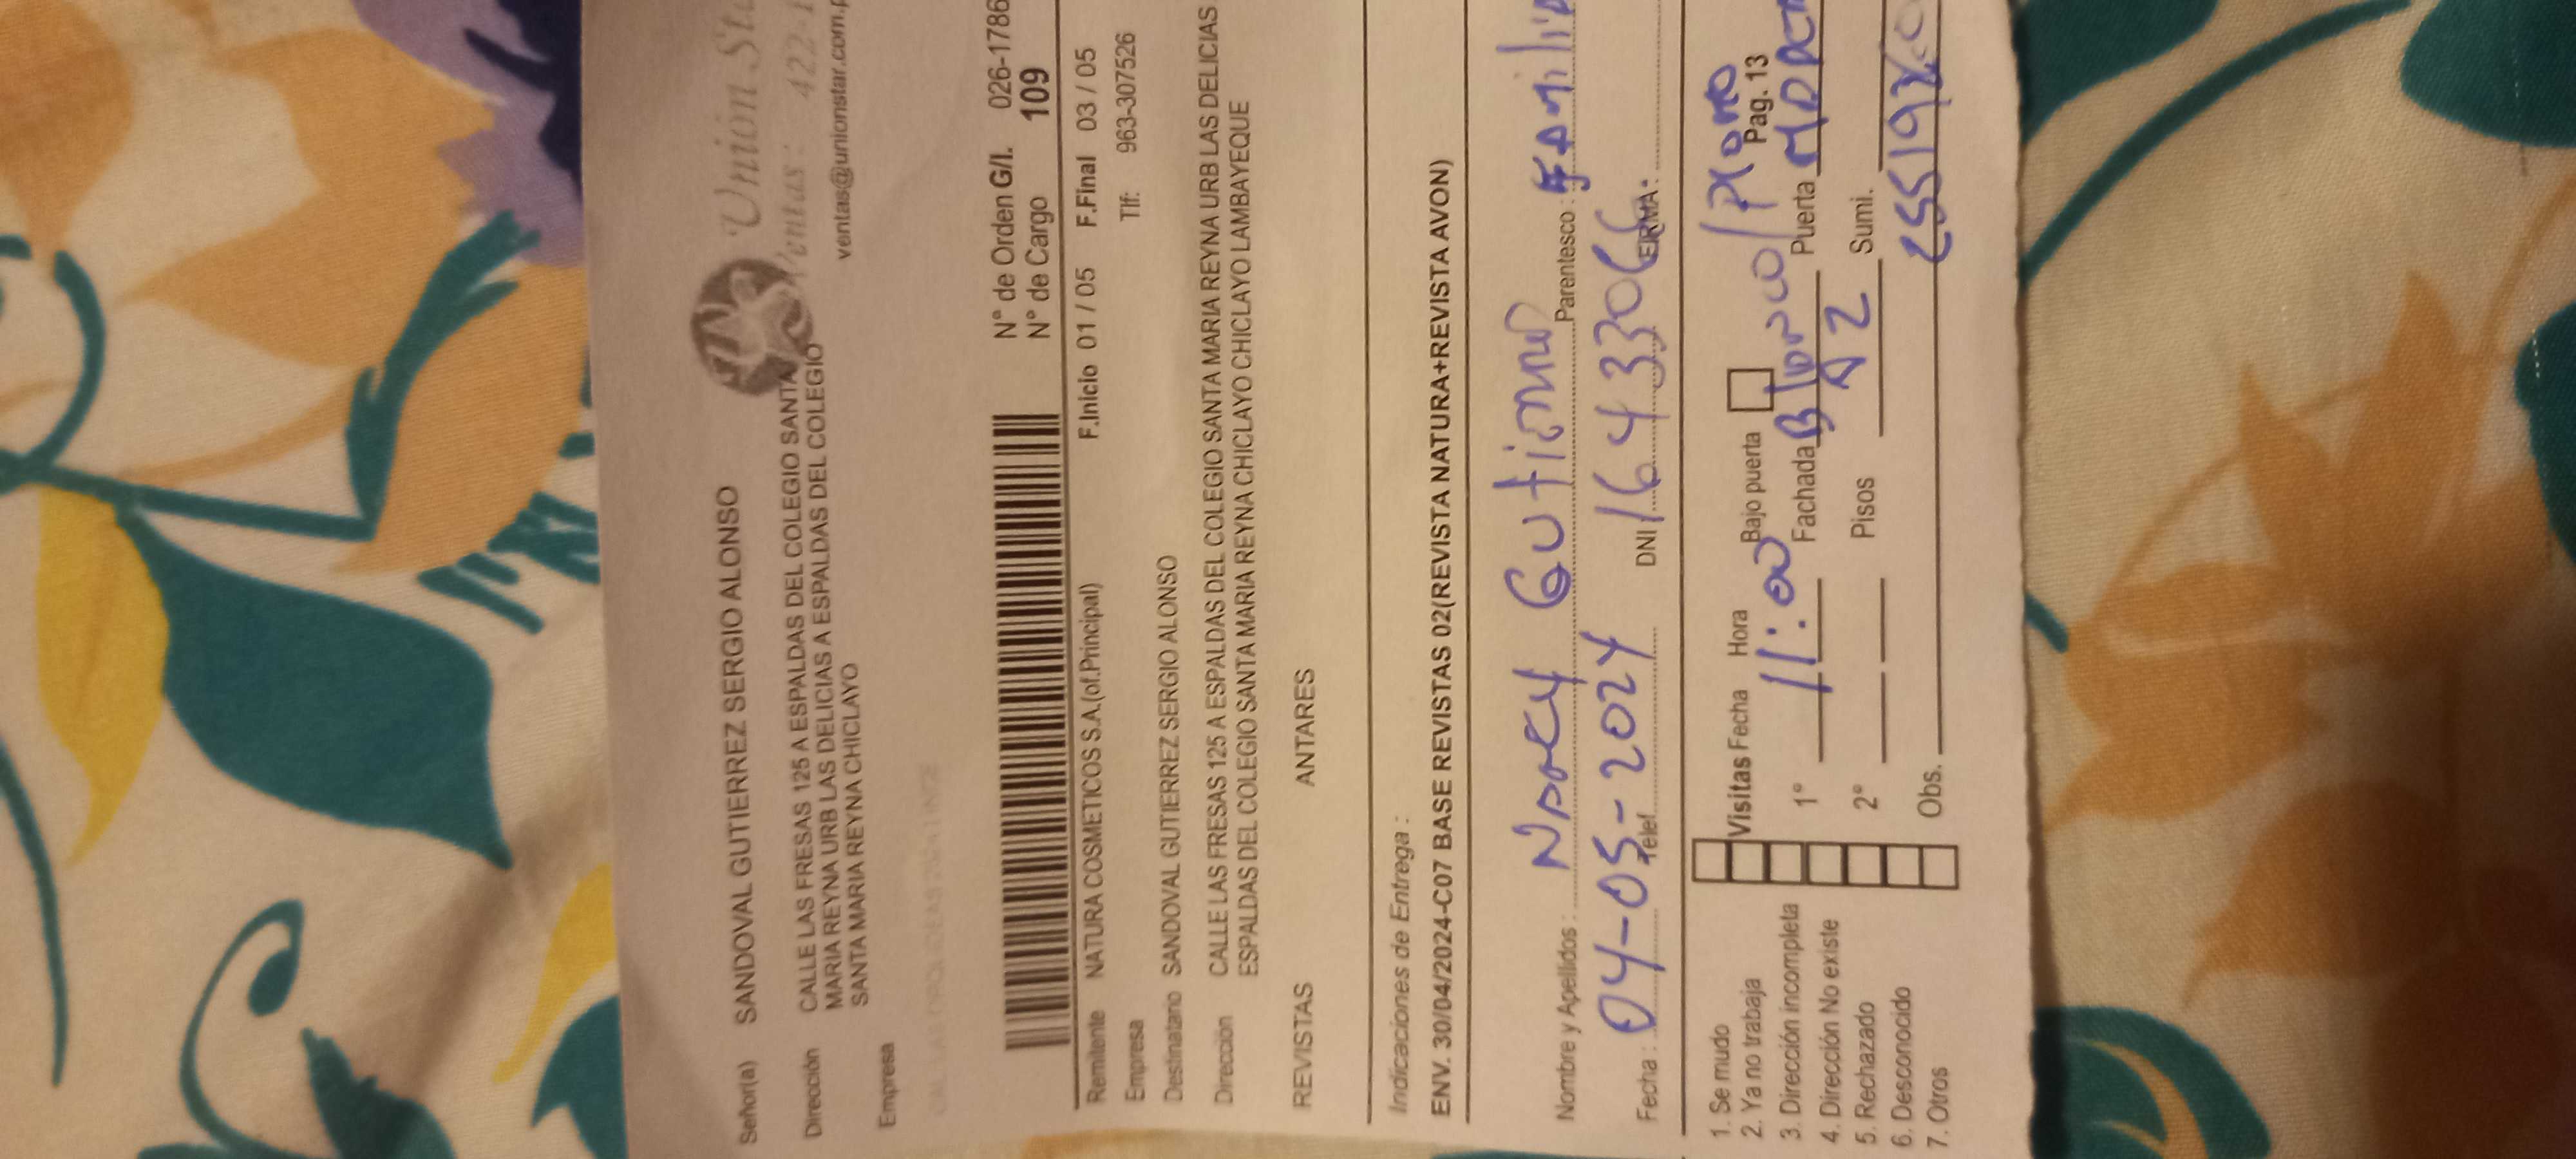 Unión Sta
Ventas: 422-1
ventas@unionstar.com.p
Señor(a) SANDOVAL GUTIERREZ SERGIO ALONSO
Dirección CALLE LAS FRESAS 125 A ESPALDAS DEL COLEGIO SANTA
MARIA REYNA URB LAS DELICIAS A ESPALDAS DEL COLEGIO
SANTA MARIA REYNA CHICLAYO
Empresa
N° de Orden G/I. 026-1786
N° de Cargo 109
Remitente NATURA COSMETICOS S.A.(of.Principal) F.Inicio 01 / 05 F.Final 03 / 05
Empresa Tlf: 963-307526
Destinatario SANDOVAL GUTIERREZ SERGIO ALONSO
Dirección CALLE LAS FRESAS 125 A ESPALDAS DEL COLEGIO SANTA MARIA REYNA URB LAS DELICIAS
ESPALDAS DEL COLEGIO SANTA MARIA REYNA CHICLAYO CHICLAYO LAMBAYEQUE
REVISTAS ANTARES
Indicaciones de Entrega :
ENV. 30/04/2024-C07 BASE REVISTAS 02(REVISTA NATURA+REVISTA AVON)
Nombre y Apellidos : Parentesco : Familia
Fecha : 04-05-2024 Telef. DNI 16433066 FIRMA:
1. Se mudo
2. Ya no trabaja
3. Dirección incompleta
4. Dirección No existe
5. Rechazado
6. Desconocido
7. Otros
Visitas Fecha Hora Bajo puerta Pag. 13
1° 11:00 Fachada Blanco/Plomo Puerta
2° Pisos 2 Sumi.
Obs.